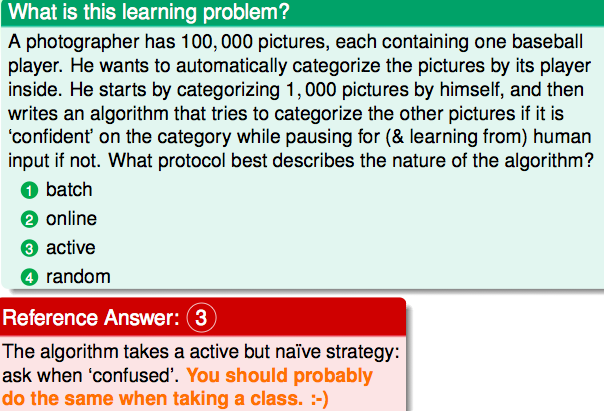 What is this learning problem?
A photographer has 100,000 pictures, each containing one baseball
player. He wants to automatically categorize the pictures by its player
inside. He starts by categorizing 1,000 pictures by himself, and then
writes an algorithm that tries to categorize the other pictures if it is
‘confident’ on the category while pausing for (& learning from) human
input if not. What protocol best describes the nature of the algorithm?
1 batch
2 online
3 active
4 random
Reference Answer: 3
The algorithm takes a active but naïve strategy:
ask when ‘confused’. You should probably
do the same when taking a class. :-)